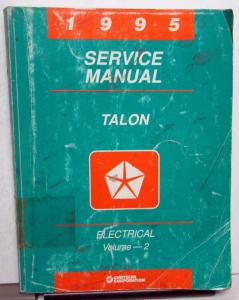 1995
SERVICE
MANUAL
TALON
ELECTRICAL
Volume — 2
CHRYSLER
CORPORATION